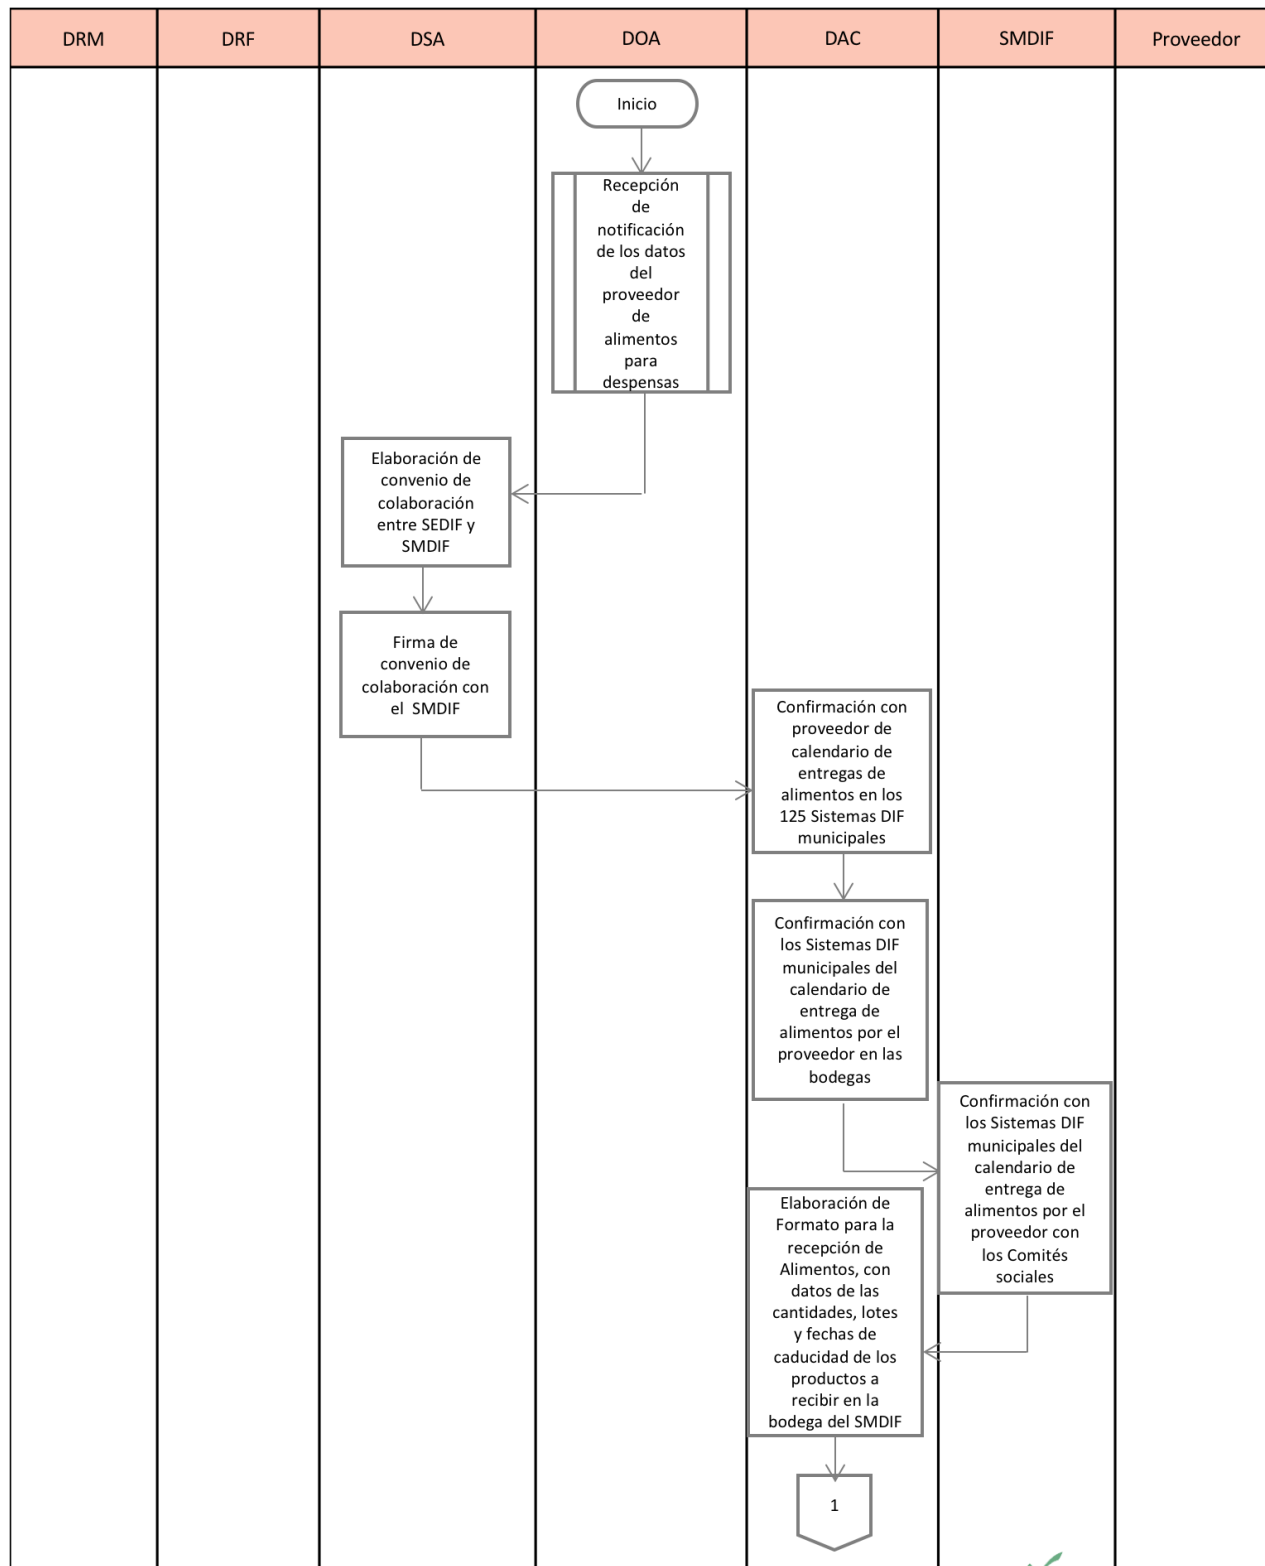 DRM
DRF
DSA
DOA
DAC
SMDIF
Proveedor
Inicio
Recepción
de
notificación
de los datos
del
proveedor
de
alimentos
para
despensas
Elaboración de
convenio de
colaboración
entre SEDIF y
SMDIF
Firma de
convenio de
colaboración con
el SMDIF
Confirmación con
proveedor de
calendario de
entregas de
alimentos en los
125 Sistemas DIF
municipales
Confirmación con
los Sistemas DIF
municipales del
calendario de
entrega de
alimentos por el
proveedor en las
bodegas
Confirmación con
los Sistemas DIF
municipales del
calendario de
entrega de
alimentos por el
proveedor con
los Comités
sociales
Elaboración de
Formato para la
recepción de
Alimentos, con
datos de las
cantidades, lotes
y fechas de
caducidad de los
productos a
recibir en la
bodega del SMDIF
1